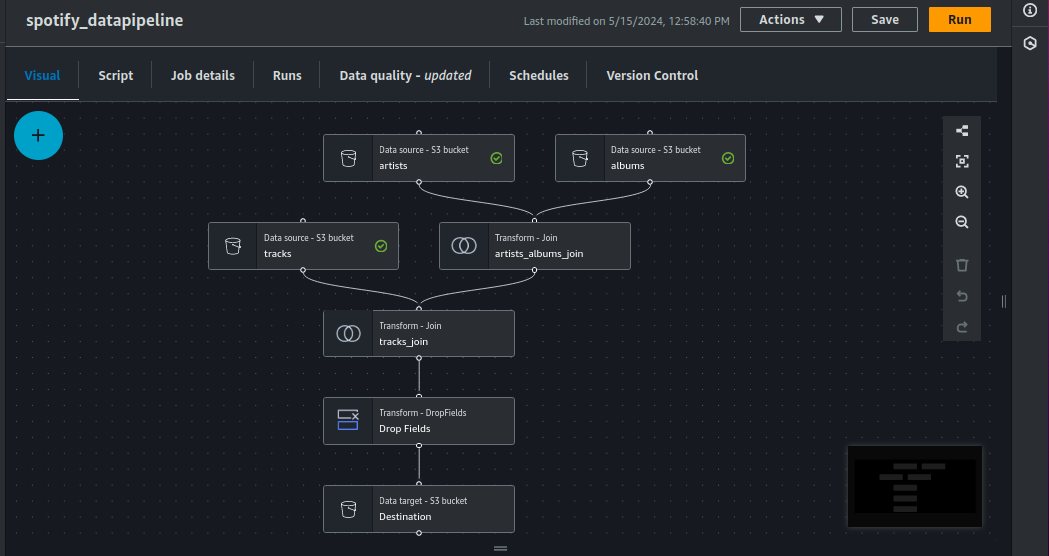 spotify_datapipeline
Last modified on 5/15/2024, 12:58:40 PM
Actions
Save
Run
Visual
Script
Job details
Runs
Data quality - updated
Schedules
Version Control
Data source - S3 bucket
artists
Data source - S3 bucket
albums
Data source - S3 bucket
tracks
Transform - Join
artists_albums_join
Transform - Join
tracks_join
Transform - DropFields
Drop Fields
Data target - S3 bucket
Destination